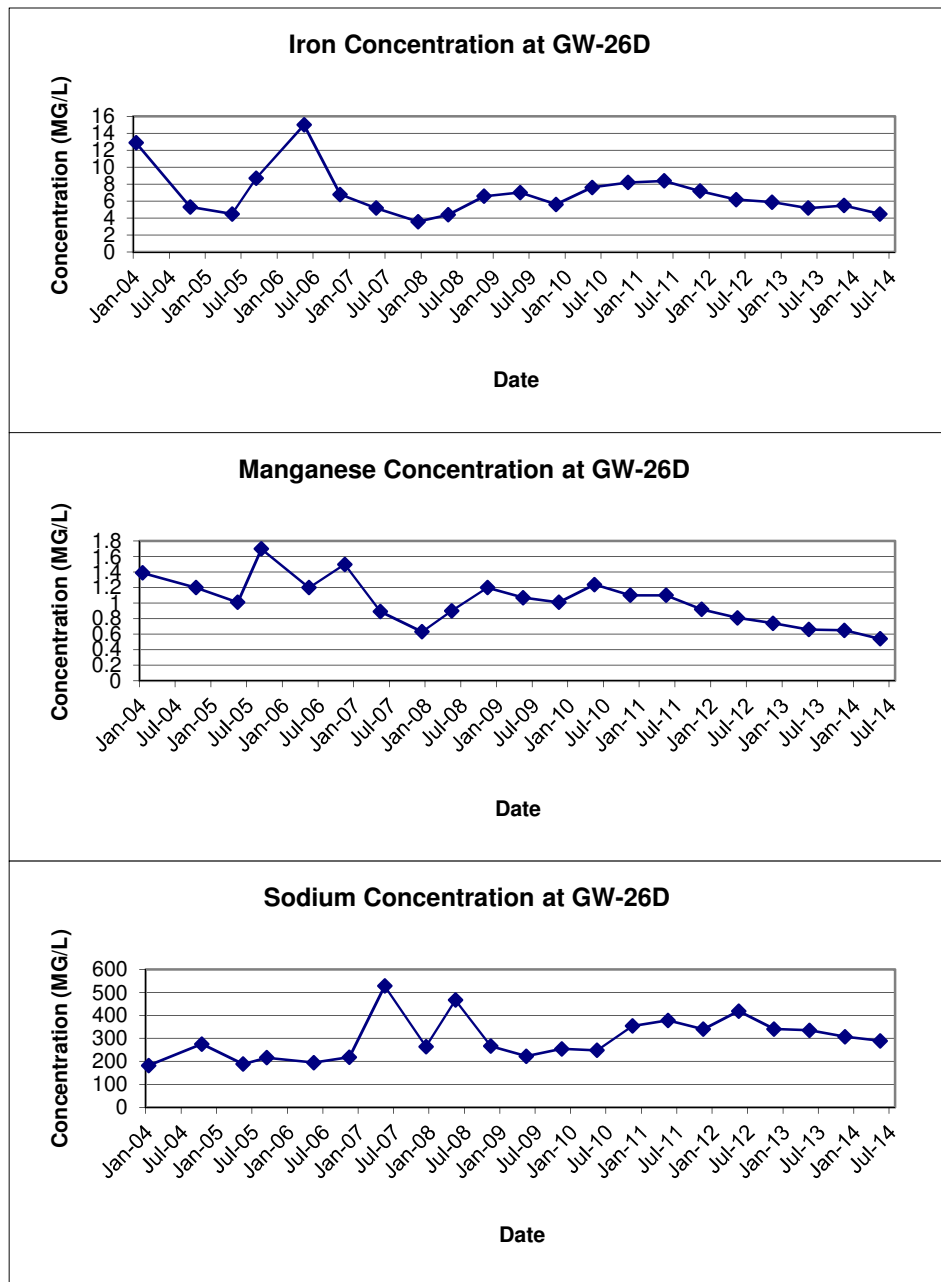 Iron Concentration at GW-26D
Concentration (MG/L)
16
14
12
10
8
6
4
2
0
Jan-04
Jul-04
Jan-05
Jul-05
Jan-06
Jul-06
Jan-07
Jul-07
Jan-08
Jul-08
Jan-09
Jul-09
Jan-10
Jul-10
Jan-11
Jul-11
Jan-12
Jul-12
Jan-13
Jul-13
Jan-14
Jul-14
Date
Manganese Concentration at GW-26D
Concentration (MG/L)
1.8
1.6
1.4
1.2
1
0.8
0.6
0.4
0.2
0
Jan-04
Jul-04
Jan-05
Jul-05
Jan-06
Jul-06
Jan-07
Jul-07
Jan-08
Jul-08
Jan-09
Jul-09
Jan-10
Jul-10
Jan-11
Jul-11
Jan-12
Jul-12
Jan-13
Jul-13
Jan-14
Jul-14
Date
Sodium Concentration at GW-26D
Concentration (MG/L)
600
500
400
300
200
100
0
Jan-04
Jul-04
Jan-05
Jul-05
Jan-06
Jul-06
Jan-07
Jul-07
Jan-08
Jul-08
Jan-09
Jul-09
Jan-10
Jul-10
Jan-11
Jul-11
Jan-12
Jul-12
Jan-13
Jul-13
Jan-14
Jul-14
Date